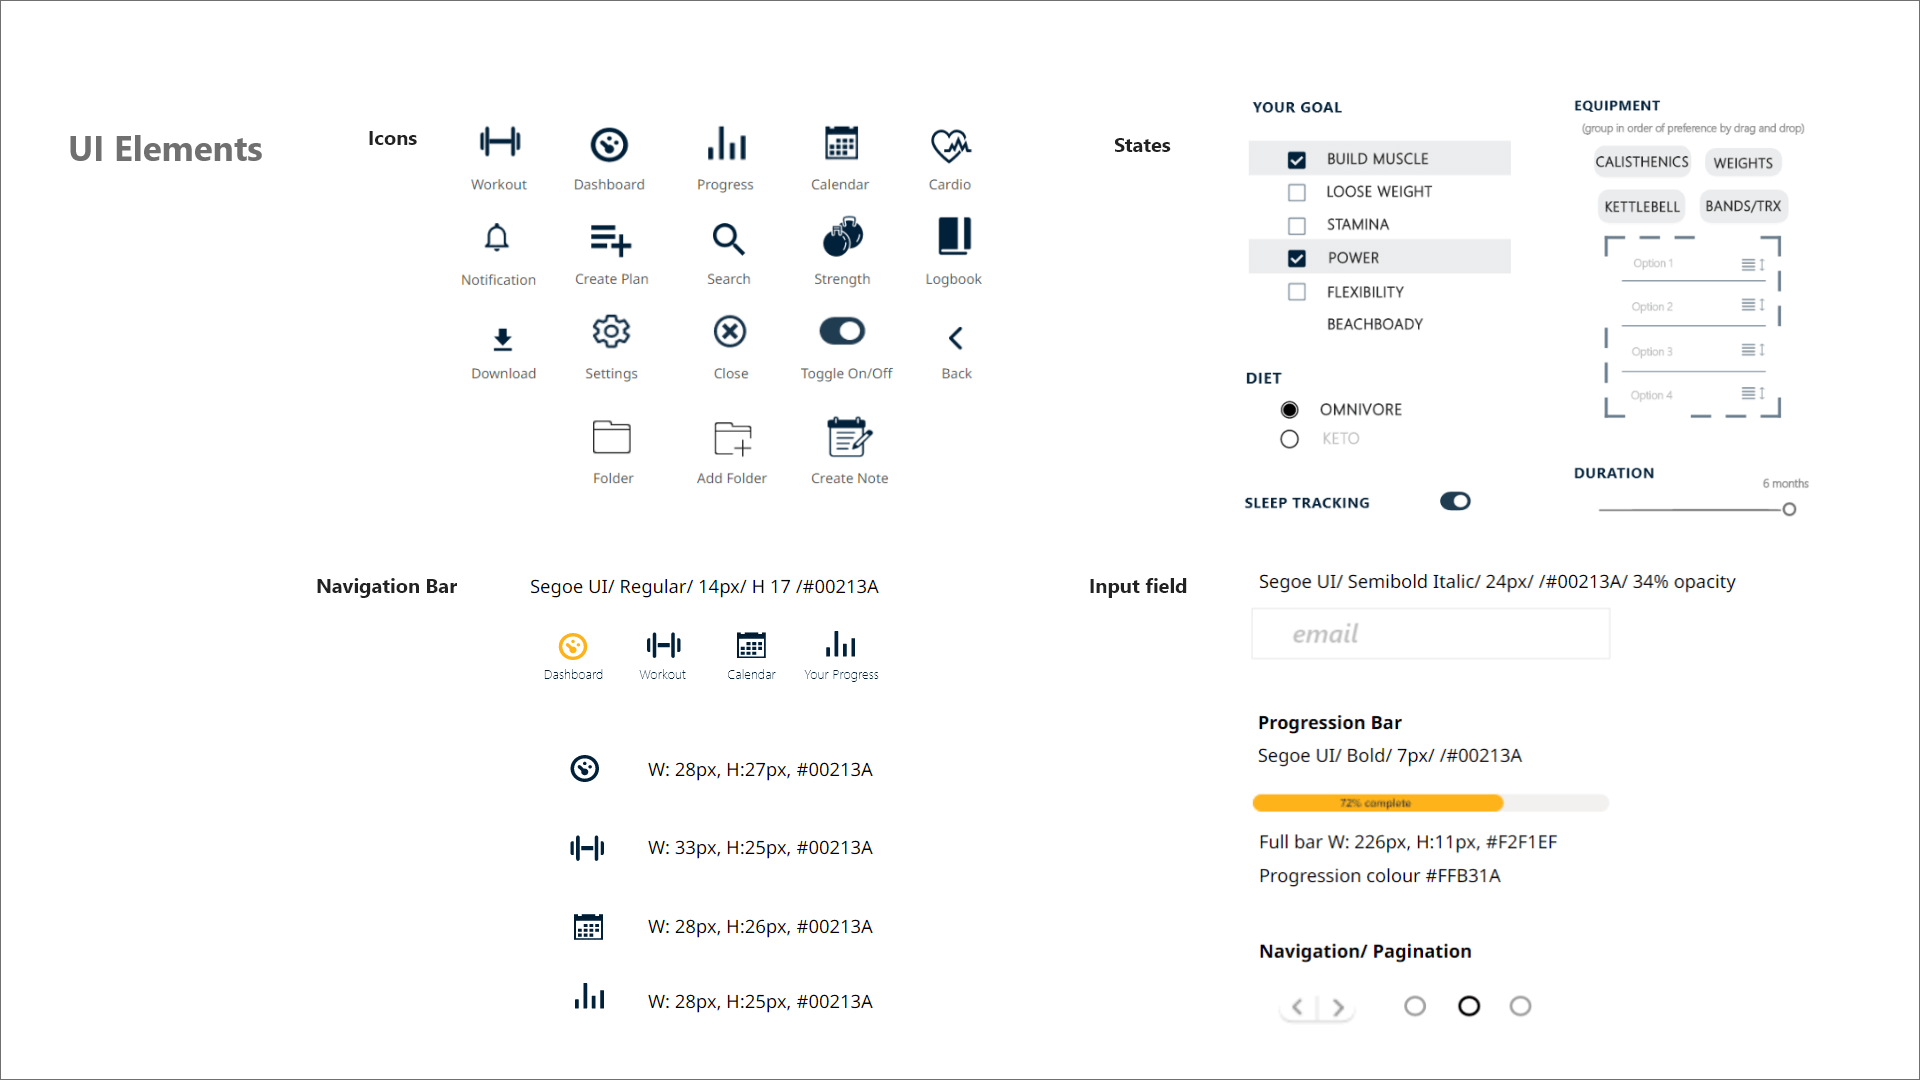 UI Elements
Icons
Workout
Dashboard
Progress
Calendar
Cardio
Notification
Create Plan
Search
Strength
Logbook
Download
Settings
Close
Toggle On/Off
Back
Folder
Add Folder
Create Note
States
YOUR GOAL
BUILD MUSCLE
LOOSE WEIGHT
STAMINA
POWER
FLEXIBILITY
BEACHBOADY
DIET
OMNIVORE
KETO
SLEEP TRACKING
EQUIPMENT
(group in order of preference by drag and drop)
CALISTHENICS
WEIGHTS
KETTLEBELL
BANDS/TRX
Option 1
Option 2
Option 3
Option 4
DURATION
6 months
Navigation Bar
Segoe UI/ Regular/ 14px/ H 17 /#00213A
Dashboard
Workout
Calendar
Your Progress
W: 28px, H:27px, #00213A
W: 33px, H:25px, #00213A
W: 28px, H:26px, #00213A
W: 28px, H:25px, #00213A
Input field
Segoe UI/ Semibold Italic/ 24px/ /#00213A/ 34% opacity
email
Progression Bar
Segoe UI/ Bold/ 7px/ /#00213A
72% complete
Full bar W: 226px, H:11px, #F2F1EF
Progression colour #FFB31A
Navigation/ Pagination